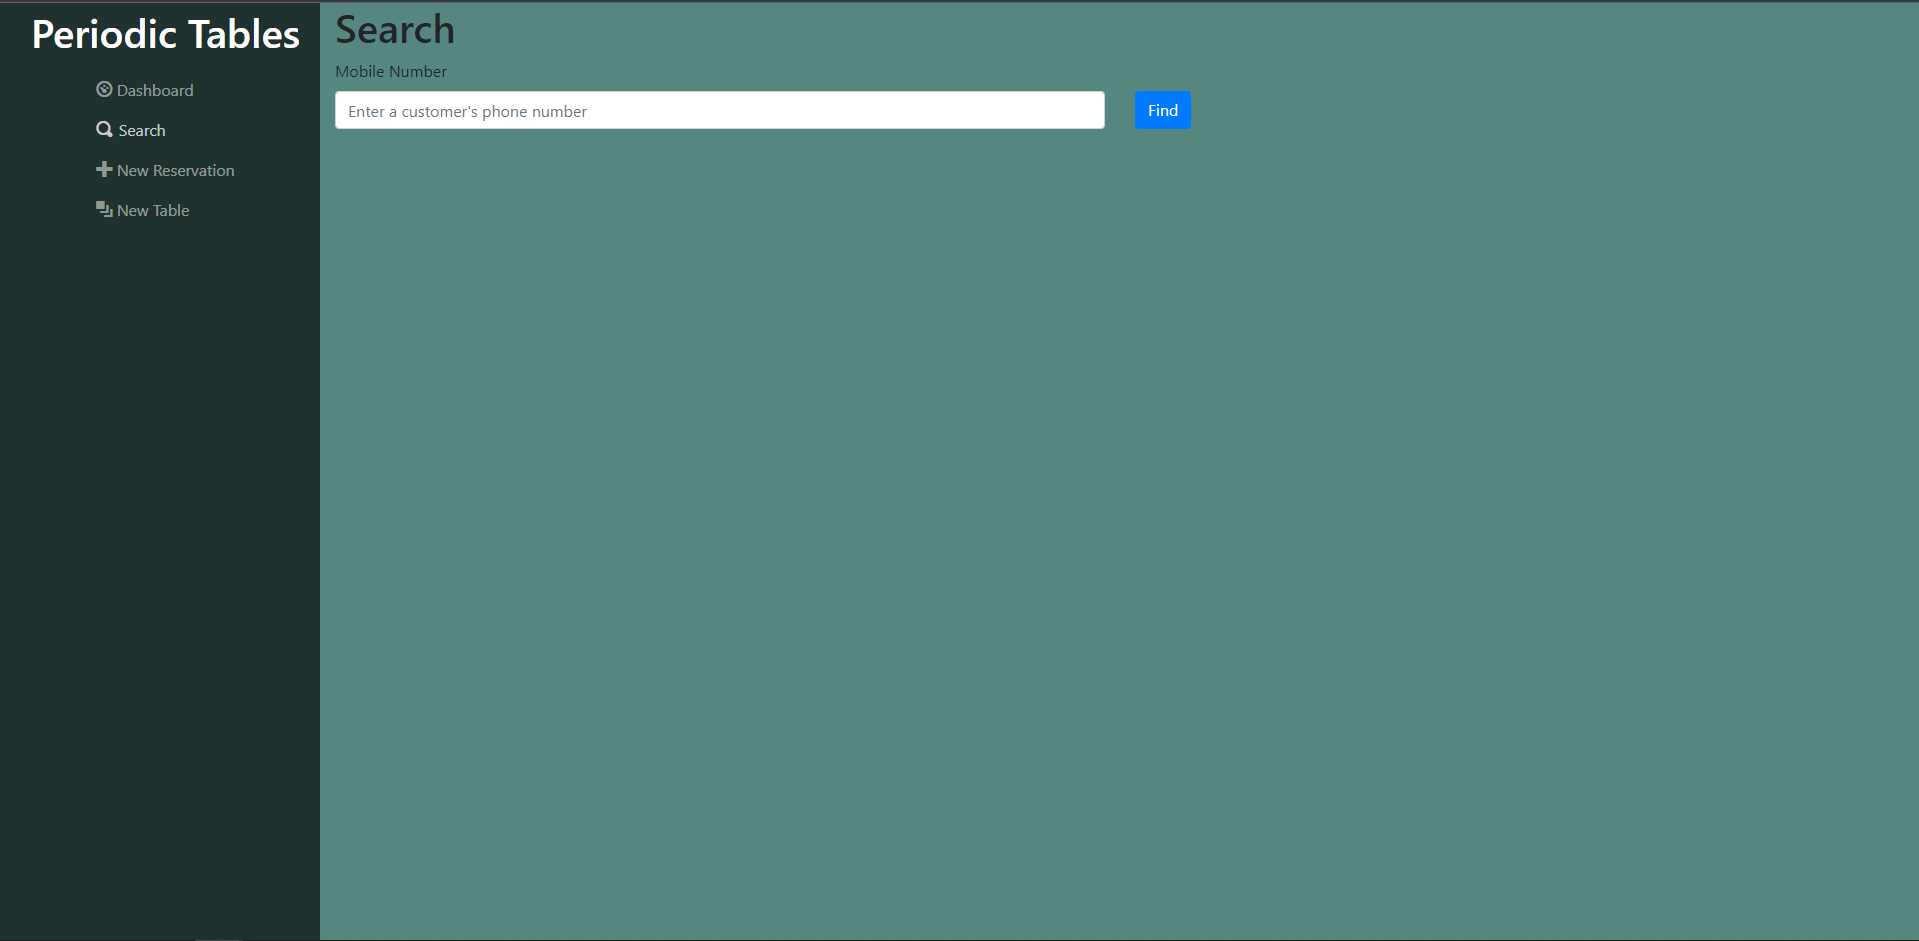 Periodic Tables
Dashboard
Search
New Reservation
New Table
Search
Mobile Number
Enter a customer's phone number
Find